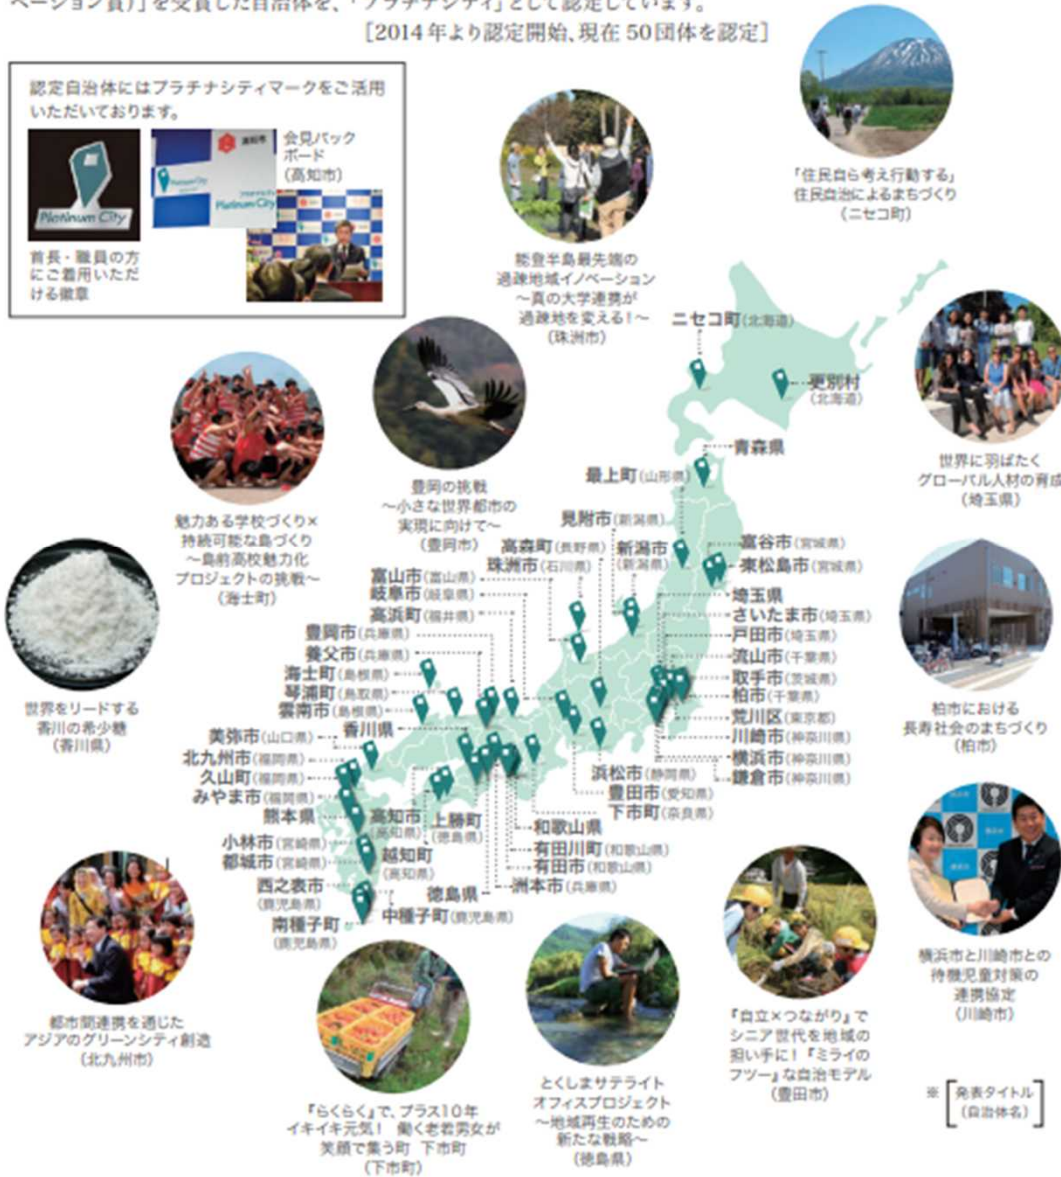 ベーション賞)」を受賞した自治体を、「プラチナシティ」として認定しています。
[2014年より認定開始、現在 50団体を認定]
認定自治体にはプラチナシティマークをご活用
いただいております。
Platinum City
首長・職員の方
にご着用いただ
ける徽章
Platinum City
Platinum City
会見バック
ボード
(高知市)
能登半島最先端の
過疎地域イノベーション
~真の大学連携が
過疎地を変える!~
(珠洲市)
「住民自ら考え行動する」
住民自治によるまちづくり
(ニセコ町)
魅力ある学校づくり×
持続可能な島づくり
~島前高校魅力化
プロジェクトの挑戦~
(海士町)
豊岡の挑戦
~小さな世界都市の
実現に向けて~
(豊岡市)
世界に羽ばたく
グローバル人材の育成
(埼玉県)
世界をリードする
香川の希少糖
(香川県)
柏市における
長寿社会のまちづくり
(柏市)
ニセコ町(北海道)
更別村
(北海道)
青森県
最上町(山形県)
見附市(新潟県)
高森町(長野県)
新潟市
(新潟県)
珠洲市(石川県)
富谷市(宮城県)
東松島市(宮城県)
富山市(富山県)
岐阜市(岐阜県)
高浜町(福井県)
豊岡市(兵庫県)
養父市(兵庫県)
海士町(島根県)
琴浦町(鳥取県)
雲南市(島根県)
香川県
美弥市(山口県)
北九州市(福岡県)
久山町(福岡県)
みやま市(福岡県)
熊本県
小林市(宮崎県)
都城市(宮崎県)
西之表市
(鹿児島県)
南種子町
(鹿児島県)
中種子町(鹿児島県)
埼玉県
さいたま市(埼玉県)
戸田市(埼玉県)
流山市(千葉県)
取手市(茨城県)
柏市(千葉県)
荒川区(東京都)
川崎市(神奈川県)
横浜市(神奈川県)
鎌倉市(神奈川県)
浜松市(静岡県)
豊田市(愛知県)
下市町(奈良県)
高知市
(高知県)
上勝町
(徳島県)
越知町
(高知県)
徳島県
和歌山県
有田川町(和歌山県)
有田市(和歌山県)
洲本市(兵庫県)
都市間連携を通じた
アジアのグリーンシティ創造
(北九州市)
『らくらく』で、プラス10年
イキイキ元気! 働く老若男女が
笑顔で集う町 下市町
(下市町)
とくしまサテライト
オフィスプロジェクト
~地域再生のための
新たな戦略~
(徳島県)
『自立×つながり』で
シニア世代を地域の
担い手に!『ミライの
フツー』な自治モデル
(豊田市)
横浜市と川崎市との
待機児童対策の
連携協定
(川崎市)
※[発表タイトル
(自治体名)]